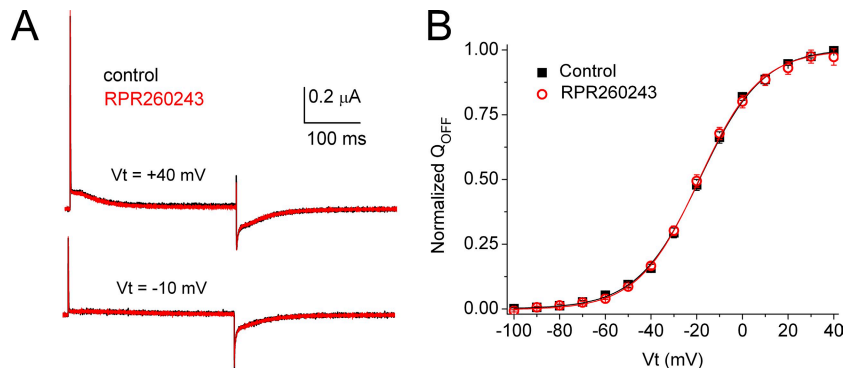 A
control
RPR260243
0.2 μA
100 ms
Vt = +40 mV
Vt = -10 mV
B
1.00
0.75
0.50
0.25
0.00
Normalized Q_OFF
Control
RPR260243
-100 -80 -60 -40 -20 0 20 40
Vt (mV)